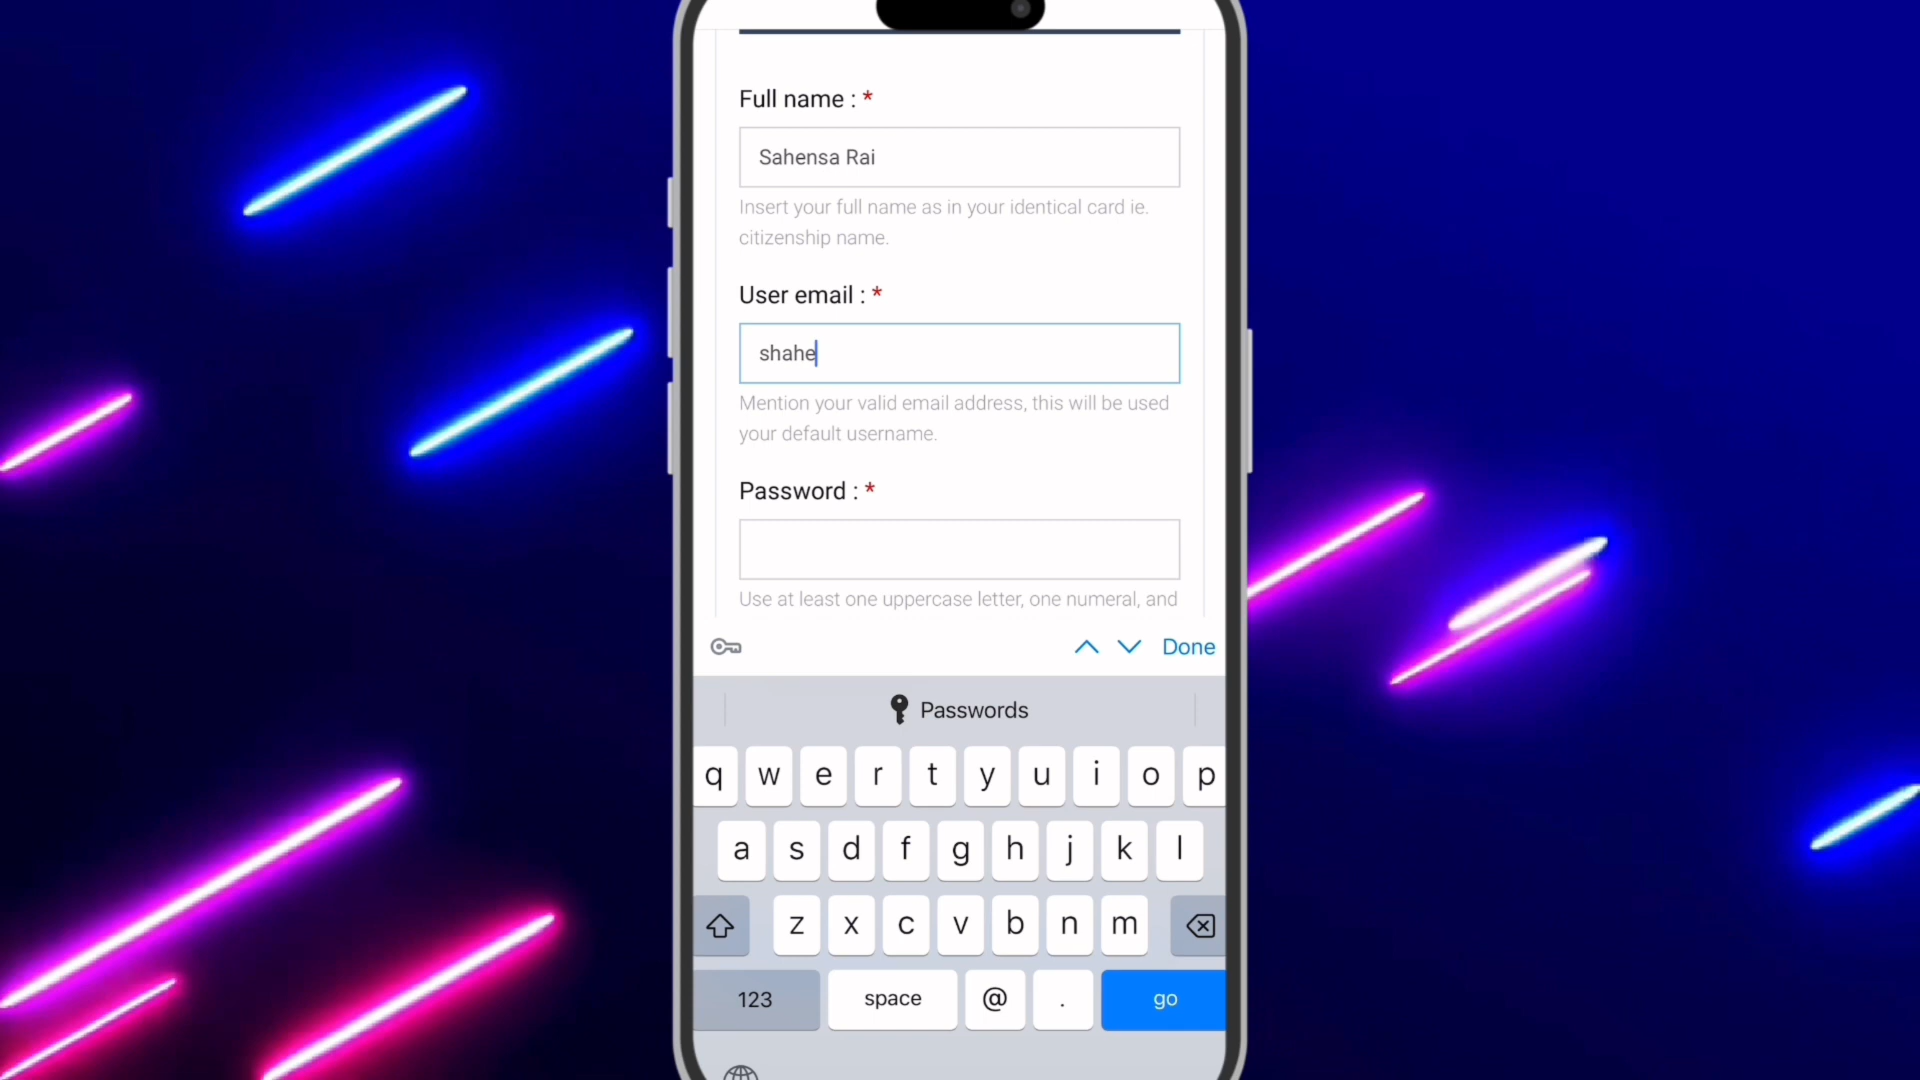 Full name : *
Sahensa Rai
Insert your full name as in your identical card ie.
citizenship name.
User email : *
shahe
Mention your valid email address, this will be used
your default username.
Password : *
Use at least one uppercase letter, one numeral, and
Done
Passwords
q w e r t y u i o p
a s d f g h j k l
z x c v b n m
123 space @ . go